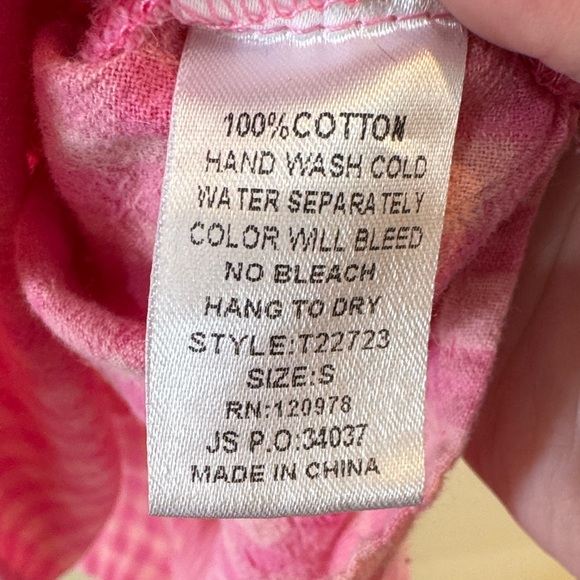 100% COTTON
HAND WASH COLD
WATER SEPARATELY
COLOR WILL BLEED
NO BLEACH
HANG TO DRY
STYLE:T22723
SIZE:S
RN:120978
JS P.O:34037
MADE IN CHINA